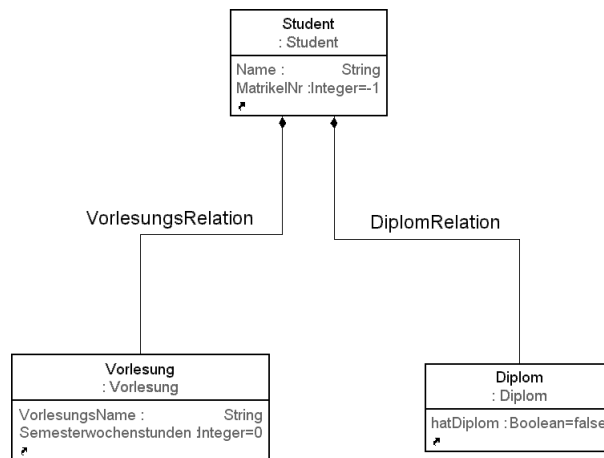 Student
: Student
Name : String
MatrikelNr :Integer=-1
VorlesungsRelation
DiplomRelation
Vorlesung
: Vorlesung
VorlesungsName : String
Semesterwochenstunden :Integer=0
Diplom
: Diplom
hatDiplom :Boolean=false